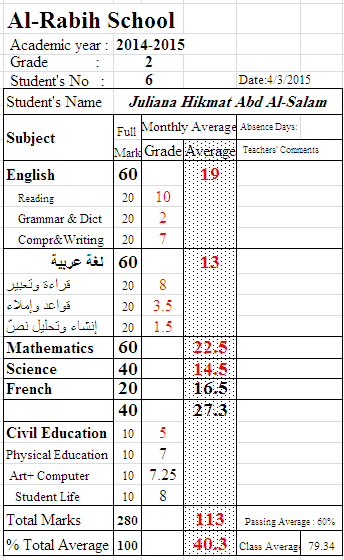 Al-Rabih School
Academic year : 2014-2015
Grade : 2
Student's No : 6 Date:4/3/2015
Student's Name Juliana Hikmat Abd Al-Salam
Subject Full Mark Monthly Average Absence Days:
Grade Average Teachers' Comments
English 60 19
Reading 20 10
Grammar & Dict 20 2
Compr&Writing 20 7
لغة عربية 60 13
قراءة وتعبير 20 8
قواعد وإملاء 20 3.5
إنشاء وتحليل نصّ 20 1.5
Mathematics 60 22.5
Science 40 14.5
French 20 16.5
40 27.3
Civil Education 10 5
Physical Education 10 7
Art+ Computer 10 7.25
Student Life 10 8
Total Marks 280 113 Passing Average : 60%
% Total Average 100 40.3 Class Average 79.34